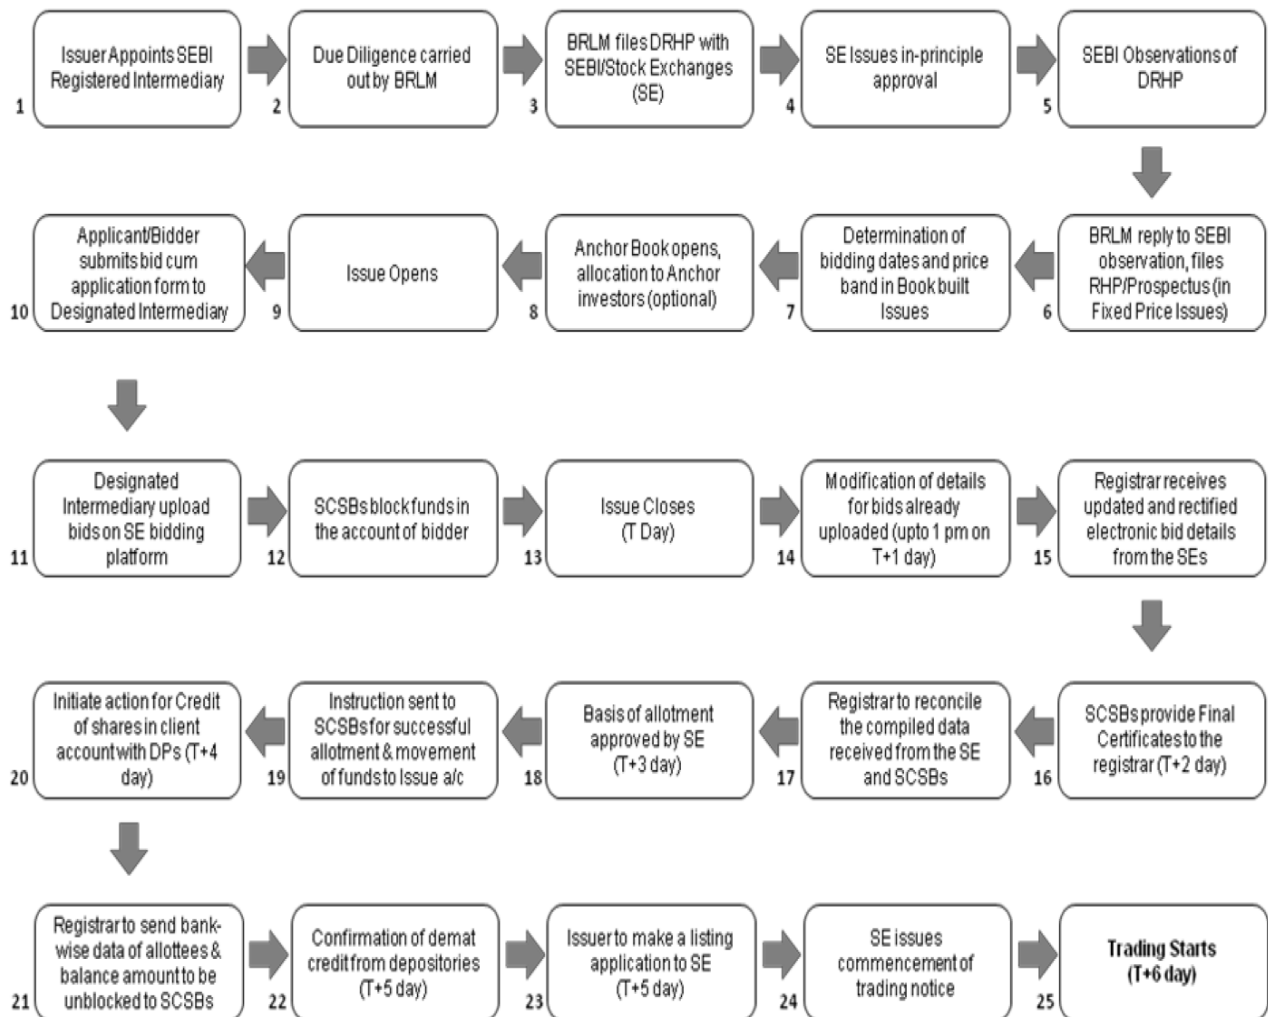 Issuer Appoints SEBI
Registered Intermediary
1
Due Diligence carried
out by BRLM
2
BRLM files DRHP with
SEBI/Stock Exchanges
(SE)
3
SE Issues in-principle
approval
4
SEBI Observations of
DRHP
5
BRLM reply to SEBI
observation, files
RHP/Prospectus (in
Fixed Price Issues)
6
Determination of
bidding dates and price
band in Book built
Issues
7
Anchor Book opens,
allocation to Anchor
investors (optional)
8
Issue Opens
9
Applicant/Bidder
submits bid cum
application form to
Designated Intermediary
10
Designated
Intermediary upload
bids on SE bidding
platform
11
SCSBs block funds in
the account of bidder
12
Issue Closes
(T Day)
13
Modification of details
for bids already
uploaded (upto 1 pm on
T+1 day)
14
Registrar receives
updated and rectified
electronic bid details
from the SEs
15
SCSBs provide Final
Certificates to the
registrar (T+2 day)
16
Registrar to reconcile
the compiled data
received from the SE
and SCSBs
17
Basis of allotment
approved by SE
(T+3 day)
18
Instruction sent to
SCSBs for successful
allotment & movement
of funds to Issue a/c
19
Initiate action for Credit
of shares in client
account with DPs (T+4
day)
20
Registrar to send bank-
wise data of allottees &
balance amount to be
unblocked to SCSBs
21
Confirmation of demat
credit from depositories
(T+5 day)
22
Issuer to make a listing
application to SE
(T+5 day)
23
SE issues
commencement of
trading notice
24
Trading Starts
(T+6 day)
25